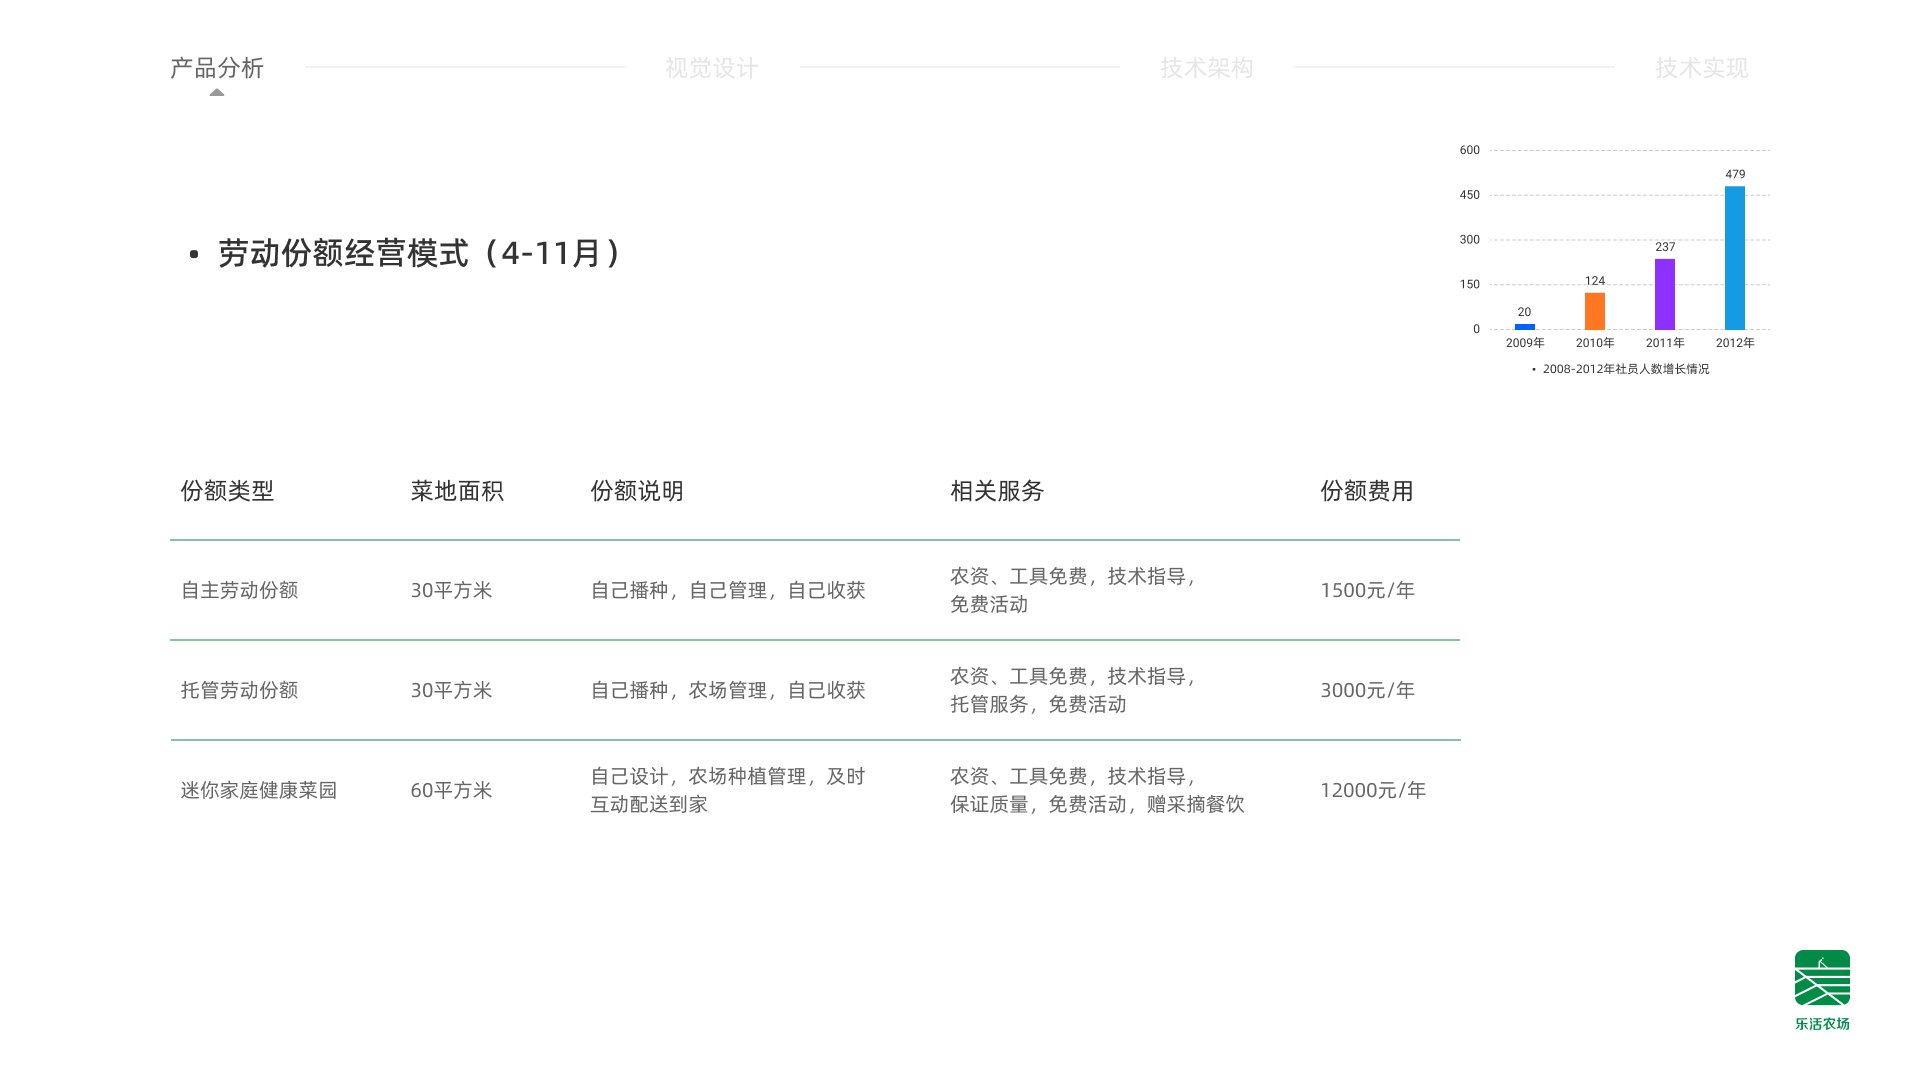 产品分析
视觉设计
技术架构
技术实现
• 劳动份额经营模式（4-11月）
600
450
300
150
0
20
124
237
479
2009年
2010年
2011年
2012年
• 2008-2012年社员人数增长情况
份额类型
菜地面积
份额说明
相关服务
份额费用
自主劳动份额
30平方米
自己播种，自己管理，自己收获
农资、工具免费，技术指导，
免费活动
1500元/年
托管劳动份额
30平方米
自己播种，农场管理，自己收获
农资、工具免费，技术指导，
托管服务，免费活动
3000元/年
迷你家庭健康菜园
60平方米
自己设计，农场种植管理，及时
互动配送到家
农资、工具免费，技术指导，
保证质量，免费活动，赠采摘餐饮
12000元/年
乐活农场